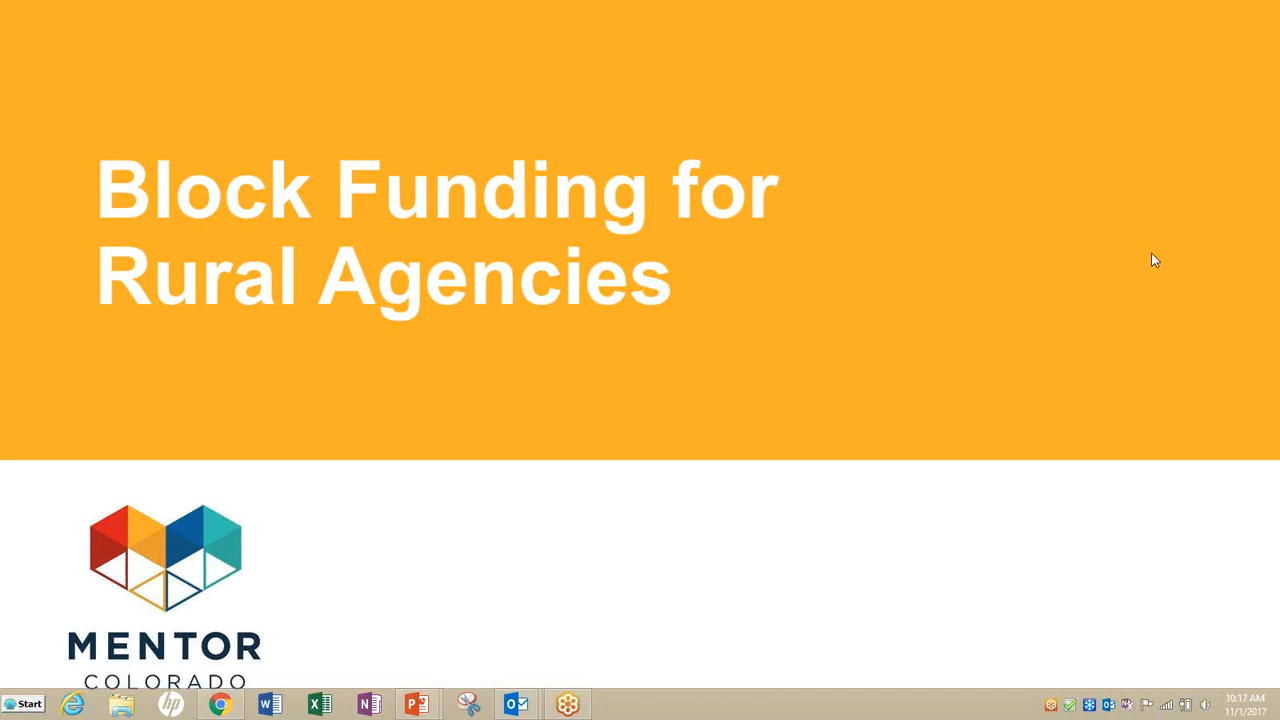 Block Funding for
Rural Agencies
MENTOR
COLORADO
Start
10:17 AM
11/1/2017